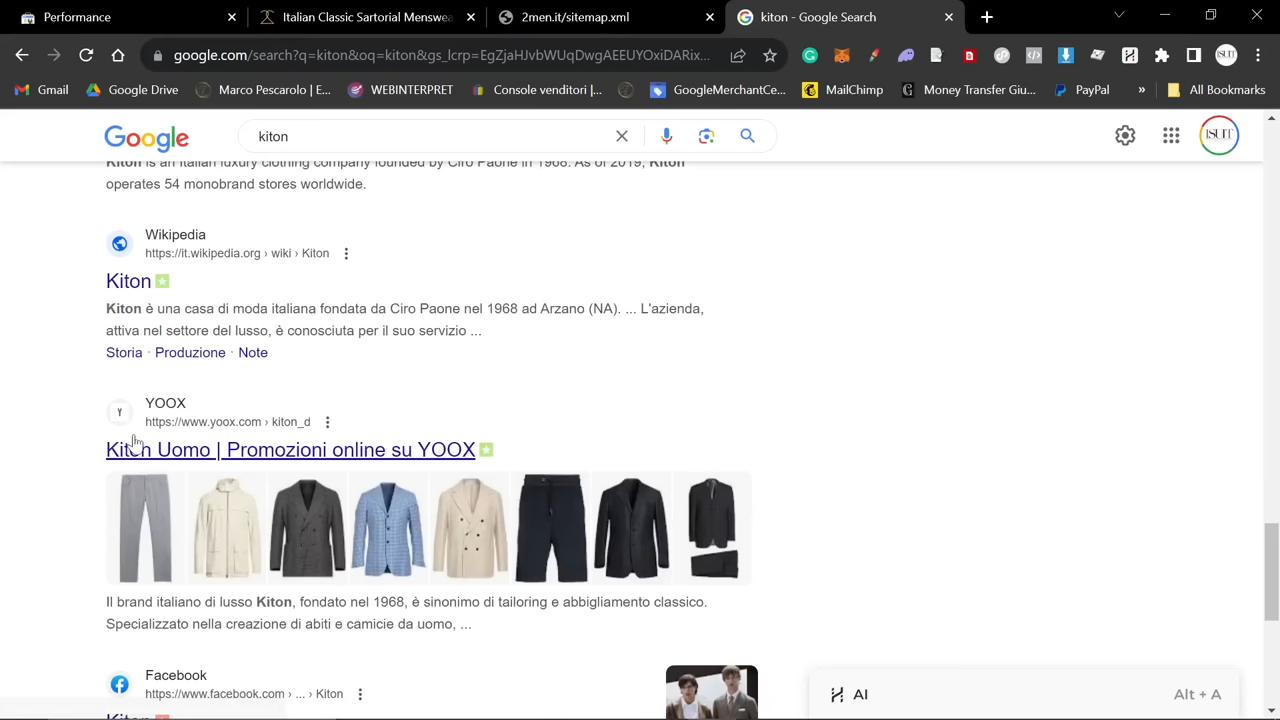 Performance
Italian Classic Sartorial Menswea
2men.it/sitemap.xml
kiton - Google Search
google.com/search?q=kiton&oq=kiton&gs_lcrp=EgZjaHJvbWUqDwgAEEUYOxiDARix...
Gmail
Google Drive
Marco Pescarolo | E...
WEBINTERPRET
Console venditori |...
GoogleMerchantCe...
MailChimp
Money Transfer Giu...
PayPal
»
All Bookmarks
Google
kiton
ISUIT
Kiton is an Italian luxury clothing company founded by Ciro Paone in 1968. As of 2019, Kiton
operates 54 monobrand stores worldwide.
Wikipedia
https://it.wikipedia.org › wiki › Kiton
Kiton
Kiton è una casa di moda italiana fondata da Ciro Paone nel 1968 ad Arzano (NA). ... L'azienda,
attiva nel settore del lusso, è conosciuta per il suo servizio ...
Storia · Produzione · Note
YOOX
Y
https://www.yoox.com › kiton_d
Kiton Uomo | Promozioni online su YOOX
Il brand italiano di lusso Kiton, fondato nel 1968, è sinonimo di tailoring e abbigliamento classico.
Specializzato nella creazione di abiti e camicie da uomo, ...
Facebook
https://www.facebook.com › ... › Kiton
Kiton
AI
Alt + A